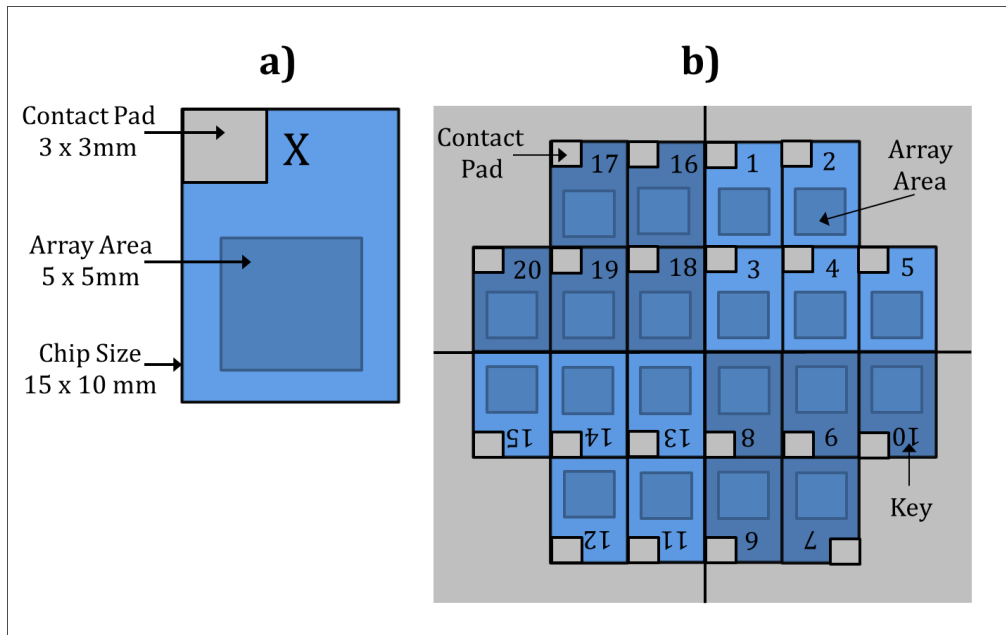 a)
Contact Pad
3 x 3mm
X
Array Area
5 x 5mm
Chip Size
15 x 10 mm
b)
Contact
Pad
Array
Area
17 16 1 2
20 19 18 3 4 5
15 14 13 8 9 10
12 11 6 7
Key